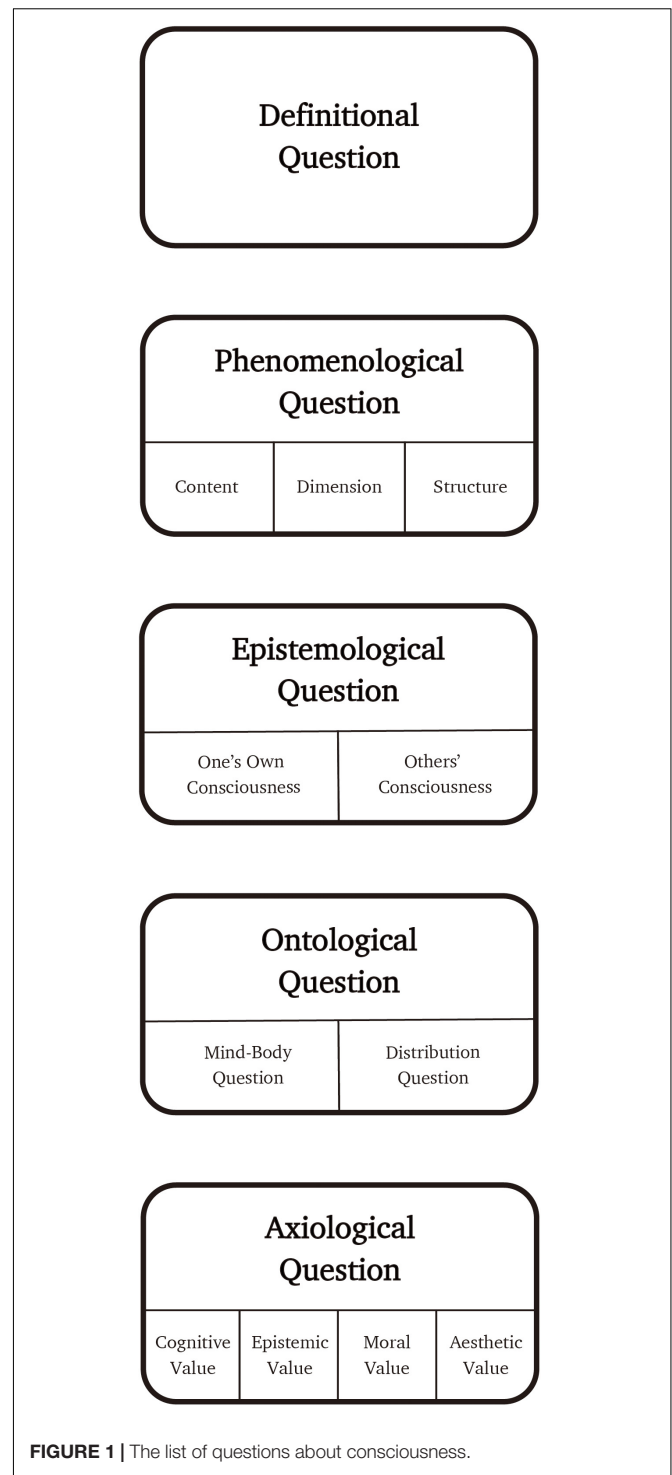 Definitional
Question
Phenomenological
Question
Content Dimension Structure
Epistemological
Question
One's Own
Consciousness
Others'
Consciousness
Ontological
Question
Mind-Body
Question
Distribution
Question
Axiological
Question
Cognitive
Value
Epistemic
Value
Moral
Value
Aesthetic
Value
FIGURE 1 | The list of questions about consciousness.